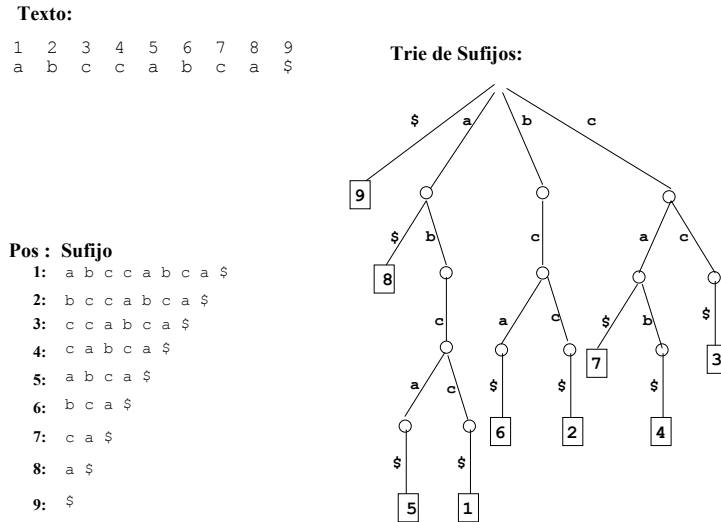 Texto:
1 2 3 4 5 6 7 8 9
a b c c a b c a $
Pos : Sufijo
1: a b c c a b c a $
2: b c c a b c a $
3: c c a b c a $
4: c a b c a $
5: a b c a $
6: b c a $
7: c a $
8: a $
9: $
Trie de Sufijos:
$ a b c
9
$ b c a c
8
c a c $ b $
7 3
a c $ $ $
6 2 4
$ $
5 1